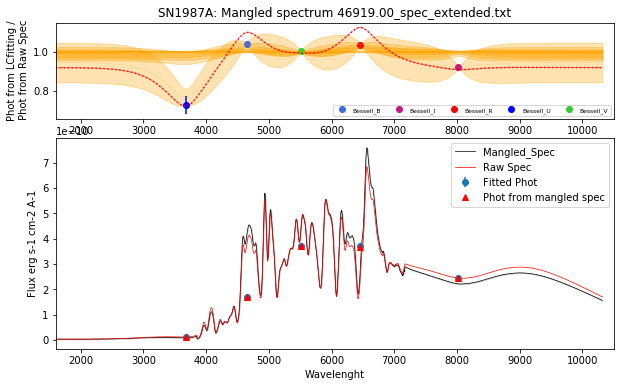 SN1987A: Mangled spectrum 46919.00_spec_extended.txt
Phot from LCfitting /
Phot from Raw Spec
1.0
0.8
Bessell_B
Bessell_I
Bessell_R
Bessell_U
Bessell_V
2000 3000 4000 5000 6000 7000 8000 9000 10000
Flux erg s-1 cm-2 A-1
7
6
5
4
3
2
1
0
Mangled_Spec
Raw Spec
Fitted Phot
Phot from mangled spec
2000 3000 4000 5000 6000 7000 8000 9000 10000
Wavelenght